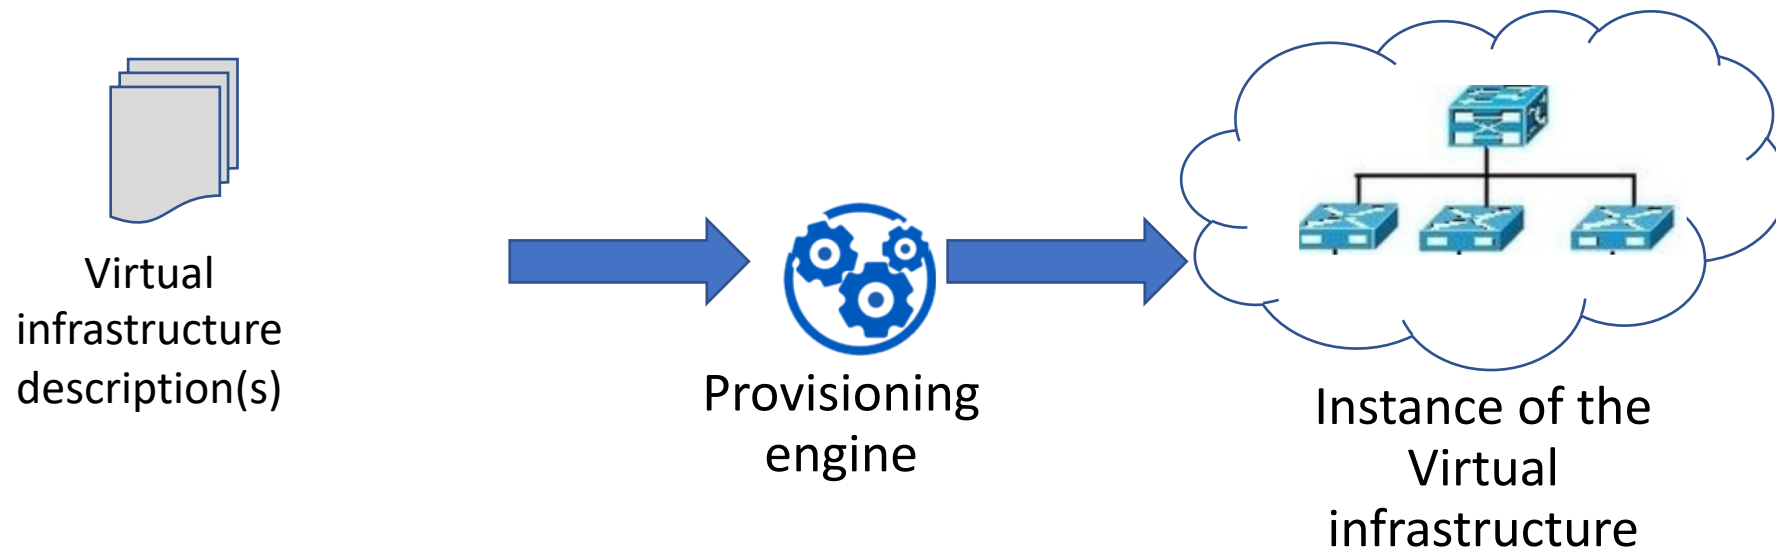 Virtual
infrastructure
description(s)
Provisioning
engine
Instance of the
Virtual
infrastructure